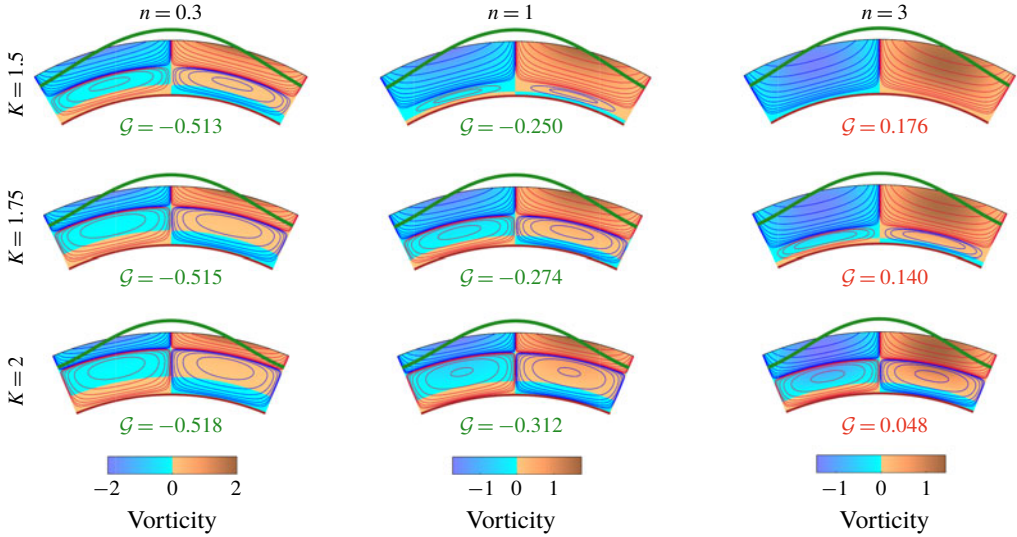 n = 0.3 n = 1 n = 3
K = 1.5
𝒢 = −0.513 𝒢 = −0.250 𝒢 = 0.176
K = 1.75
𝒢 = −0.515 𝒢 = −0.274 𝒢 = 0.140
K = 2
𝒢 = −0.518 𝒢 = −0.312 𝒢 = 0.048
−2 0 2 −1 0 1 −1 0 1
Vorticity Vorticity Vorticity